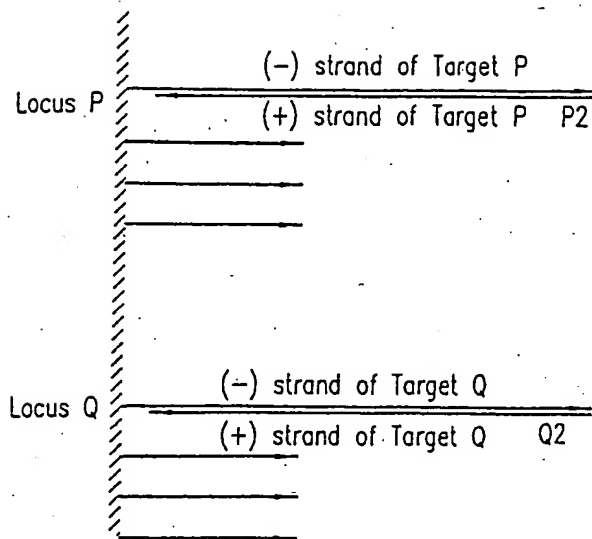 (-) strand of Target P
Locus P
(+) strand of Target P P2
(-) strand of Target Q
Locus Q
(+) strand of Target Q Q2